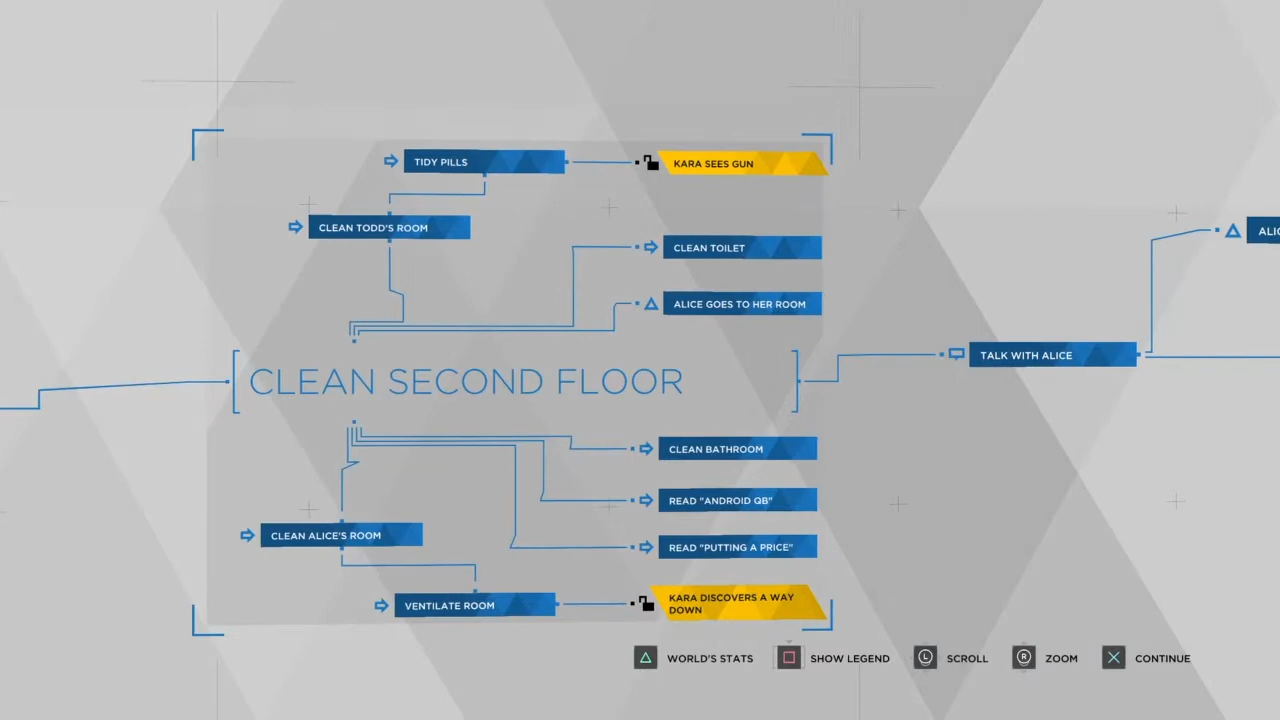 TIDY PILLS
KARA SEES GUN
CLEAN TODD'S ROOM
ALIC
CLEAN TOILET
ALICE GOES TO HER ROOM
TALK WITH ALICE
CLEAN SECOND FLOOR
CLEAN BATHROOM
READ "ANDROID QB"
CLEAN ALICE'S ROOM
READ "PUTTING A PRICE"
KARA DISCOVERS A WAY
DOWN
VENTILATE ROOM
WORLD'S STATS
SHOW LEGEND
L
SCROLL
R
ZOOM
CONTINUE